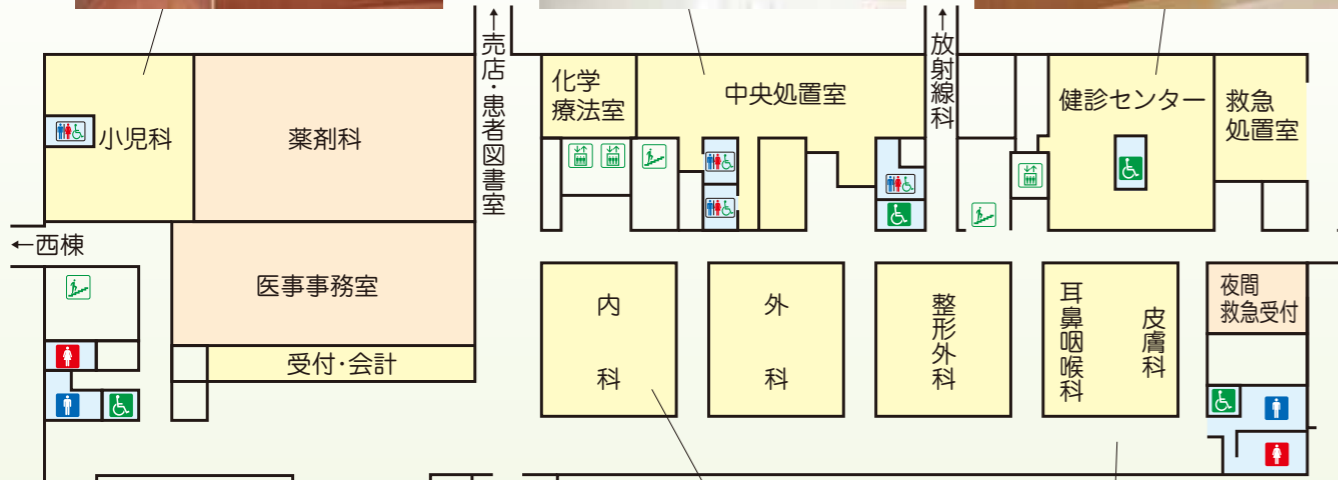 ↑売店・患者図書室
↑放射線科
化学
療法室
中央処置室
健診センター
救急
処置室
小児科
薬剤科
←西棟
医事事務室
受付・会計
内科
外科
整形外科
耳鼻咽喉科
皮膚科
夜間
救急受付